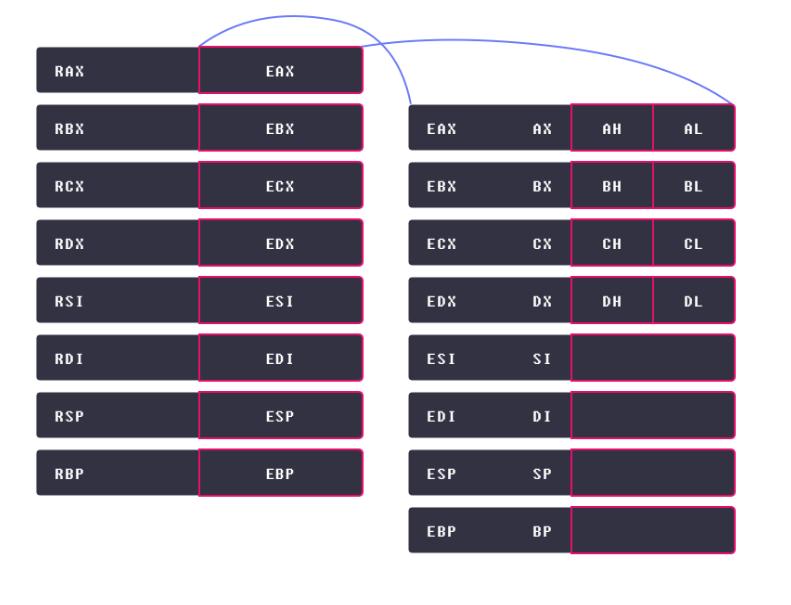 RAX EAX
RBX EBX
RCX ECX
RDX EDX
RSI ESI
RDI EDI
RSP ESP
RBP EBP
EAX AX AH AL
EBX BX BH BL
ECX CX CH CL
EDX DX DH DL
ESI SI
EDI DI
ESP SP
EBP BP